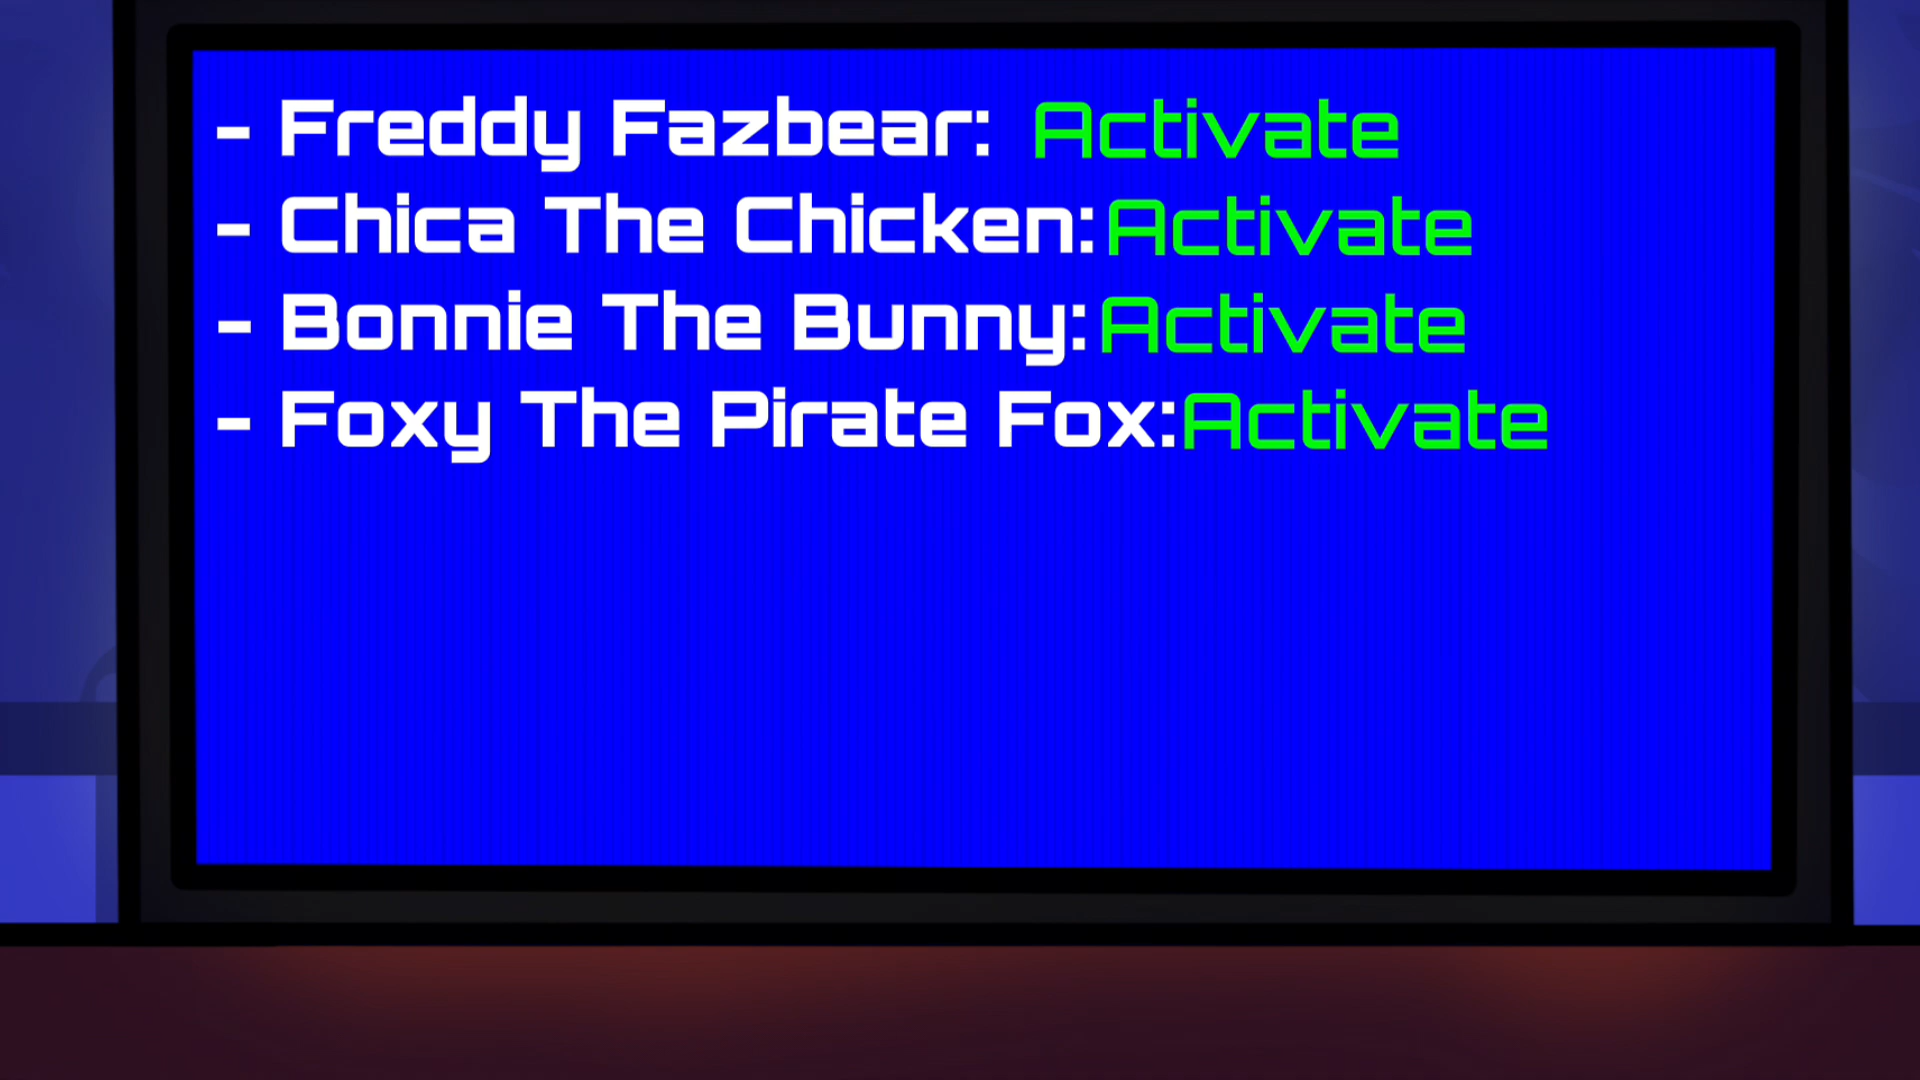 - Freddy Fazbear: Activate
- Chica The Chicken: Activate
- Bonnie The Bunny: Activate
- Foxy The Pirate Fox: Activate